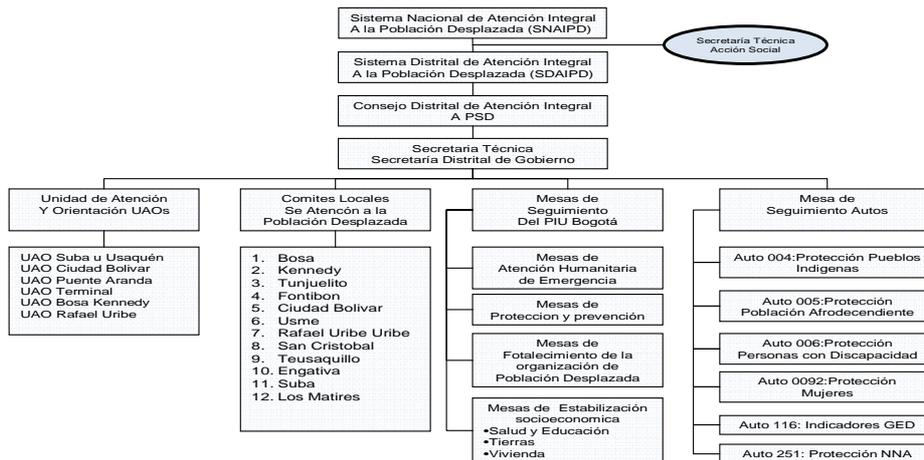 Sistema Nacional de Atención Integral
A la Población Desplazada (SNAIPD)
Secretaría Técnica
Acción Social
Sistema Distrital de Atención Integral
A la Población Desplazada (SDAIPD)
Consejo Distrital de Atención Integral
A PSD
Secretaria Técnica
Secretaría Distrital de Gobierno
Unidad de Atención
Y Orientación UAOs
UAO Suba u Usaquén
UAO Ciudad Bolivar
UAO Puente Aranda
UAO Terminal
UAO Bosa Kennedy
UAO Rafael Uribe
Comites Locales
Se Atencón a la
Población Desplazada
1. Bosa
2. Kennedy
3. Tunjuelito
4. Fontibon
5. Ciudad Bolivar
6. Usme
7. Rafael Uribe Uribe
8. San Cristobal
9. Teusaquillo
10. Engativa
11. Suba
12. Los Matires
Mesas de
Seguimiento
Del PIU Bogotá
Mesas de
Atención Humanitaria
de Emergencia
Mesas de
Proteccion y prevención
Mesas de
Fotalecimiento de la
organización de
Población Desplazada
Mesas de Estabilización
socioeconomica
•Salud y Educación
•Tierras
•Vivienda
Mesa de
Seguimiento Autos
Auto 004:Protección Pueblos
Indigenas
Auto 005:Protección
Población Afrodecendiente
Auto 006:Protección
Personas con Discapacidad
Auto 0092:Protección
Mujeres
Auto 116: Indicadores GED
Auto 251: Protección NNA